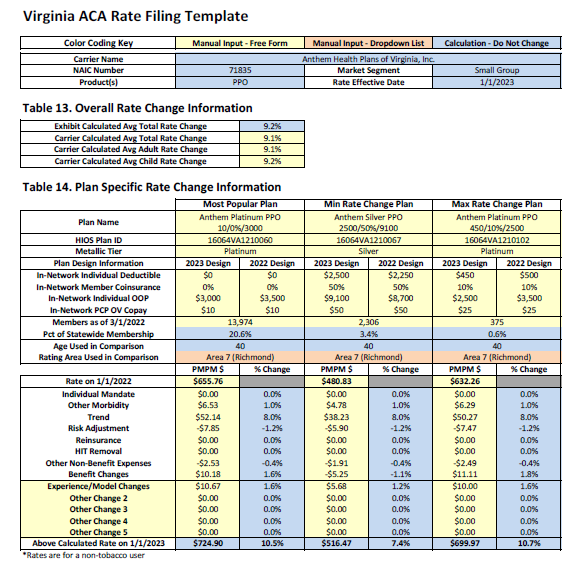 Virginia ACA Rate Filing Template
Color Coding Key Manual Input - Free Form Manual Input - Dropdown List Calculation - Do Not Change
Carrier Name Anthem Health Plans of Virginia, Inc.
NAIC Number 71835 Market Segment Small Group
Product(s) PPO Rate Effective Date 1/1/2023
Table 13. Overall Rate Change Information
Exhibit Calculated Avg Total Rate Change 9.2%
Carrier Calculated Avg Total Rate Change 9.1%
Carrier Calculated Avg Adult Rate Change 9.1%
Carrier Calculated Avg Child Rate Change 9.2%
Table 14. Plan Specific Rate Change Information
Most Popular Plan Min Rate Change Plan Max Rate Change Plan
Plan Name Anthem Platinum PPO 10/0%/3000 Anthem Silver PPO 2500/50%/9100 Anthem Platinum PPO 450/10%/2500
HIOS Plan ID 16064VA1210060 16064VA1210067 16064VA1210102
Metallic Tier Platinum Silver Platinum
Plan Design Information 2023 Design 2022 Design 2023 Design 2022 Design 2023 Design 2022 Design
In-Network Individual Deductible $0 $0 $2,500 $2,250 $450 $500
In-Network Member Coinsurance 0% 0% 50% 50% 10% 10%
In-Network Individual OOP $3,000 $3,500 $9,100 $8,700 $2,500 $3,500
In-Network PCP OV Copay $10 $10 $50 $50 $25 $25
Members as of 3/1/2022 13,974 2,306 375
Pct of Statewide Membership 20.6% 3.4% 0.6%
Age Used in Comparison 40 40 40
Rating Area Used in Comparison Area 7 (Richmond) Area 7 (Richmond) Area 7 (Richmond)
PMPM $ % Change PMPM $ % Change PMPM $ % Change
Rate on 1/1/2022 $655.76 $480.83 $632.26
Individual Mandate $0.00 0.0% $0.00 0.0% $0.00 0.0%
Other Morbidity $6.53 1.0% $4.78 1.0% $6.29 1.0%
Trend $52.14 8.0% $38.23 8.0% $50.27 8.0%
Risk Adjustment -$7.85 -1.2% -$5.90 -1.2% -$7.47 -1.2%
Reinsurance $0.00 0.0% $0.00 0.0% $0.00 0.0%
HIT Removal $0.00 0.0% $0.00 0.0% $0.00 0.0%
Other Non-Benefit Expenses -$2.53 -0.4% -$1.91 -0.4% -$2.49 -0.4%
Benefit Changes $10.18 1.6% -$5.25 -1.1% $11.11 1.8%
Experience/Model Changes $10.67 1.6% $5.68 1.2% $10.00 1.6%
Other Change 2 $0.00 0.0% $0.00 0.0% $0.00 0.0%
Other Change 3 $0.00 0.0% $0.00 0.0% $0.00 0.0%
Other Change 4 $0.00 0.0% $0.00 0.0% $0.00 0.0%
Other Change 5 $0.00 0.0% $0.00 0.0% $0.00 0.0%
Above Calculated Rate on 1/1/2023 $724.90 10.5% $516.47 7.4% $699.97 10.7%
*Rates are for a non-tobacco user